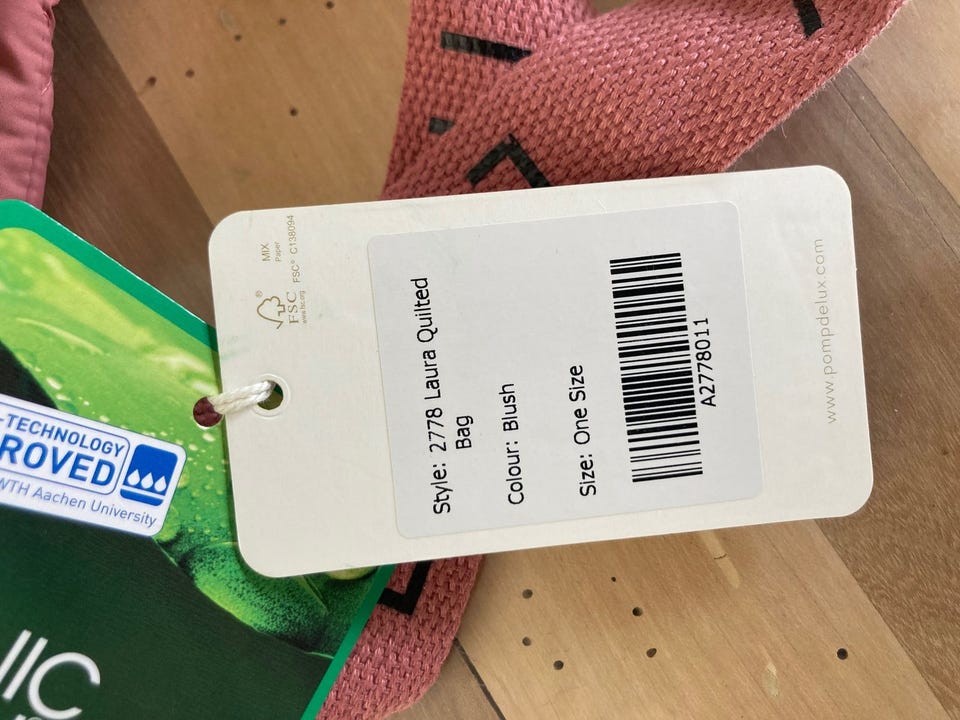 MIX
Paper
FSC® C138094
®
FSC
www.fsc.org
Style: 2778 Laura Quilted
Bag
Colour: Blush
Size: One Size
A2778011
www.pompdelux.com
-TECHNOLOGY
ROVED
WTH Aachen University
llC